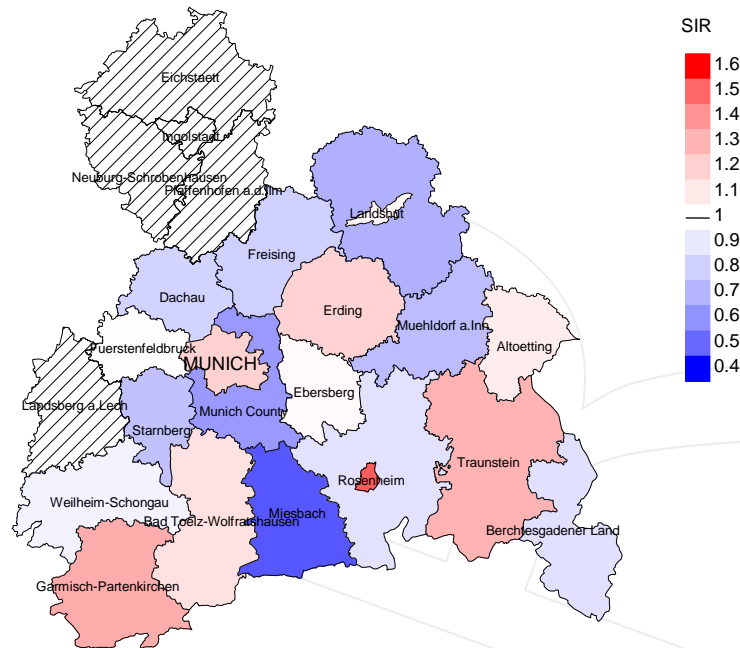 SIR
1.6
1.5
1.4
1.3
1.2
1.1
1
0.9
0.8
0.7
0.6
0.5
0.4
Eichstaett
Ingolstadt
Neuburg-Schrobenhausen
Pfaffenhofen a.d.Ilm
Landshut
Freising
Dachau
Erding
Muehldorf a.Inn
Altoetting
Fuerstenfeldbruck
MUNICH
Ebersberg
Landsberg a.Lech
Munich County
Starnberg
Traunstein
Rosenheim
Weilheim-Schongau
Miesbach
Bad Toelz-Wolfratshausen
Berchtesgadener Land
Garmisch-Partenkirchen